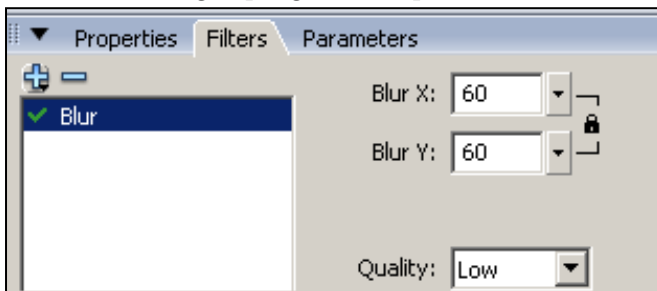 Properties Filters Parameters
Blur
Blur X: 60
Blur Y: 60
Quality: Low